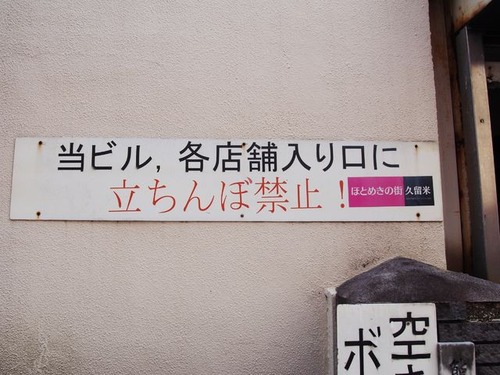 当ビル，各店舗入り口に
立ちんぼ禁止！
ほとめきの街 久留米
空
ボ